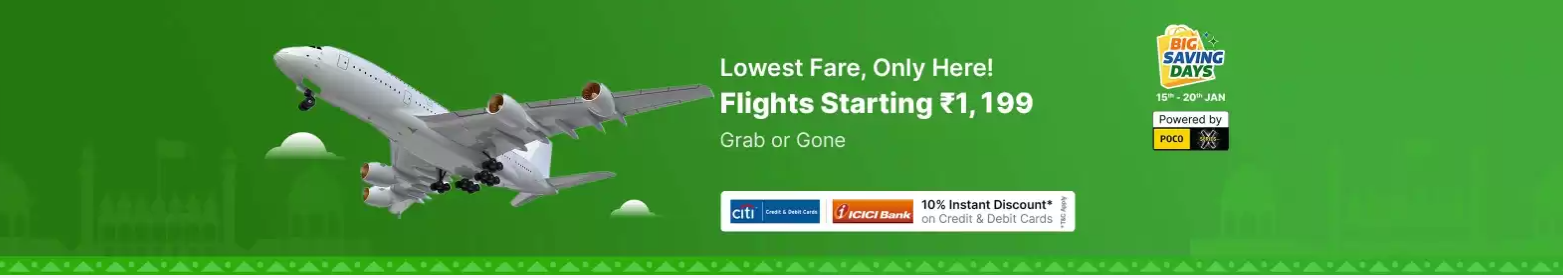 Lowest Fare, Only Here!
Flights Starting ₹1,199
Grab or Gone
citi Credit & Debit Cards
ICICI Bank
10% Instant Discount*
on Credit & Debit Cards
*T&C Apply
BIG
SAVING
DAYS
15th - 20th JAN
Powered by
POCO
X
SERIES